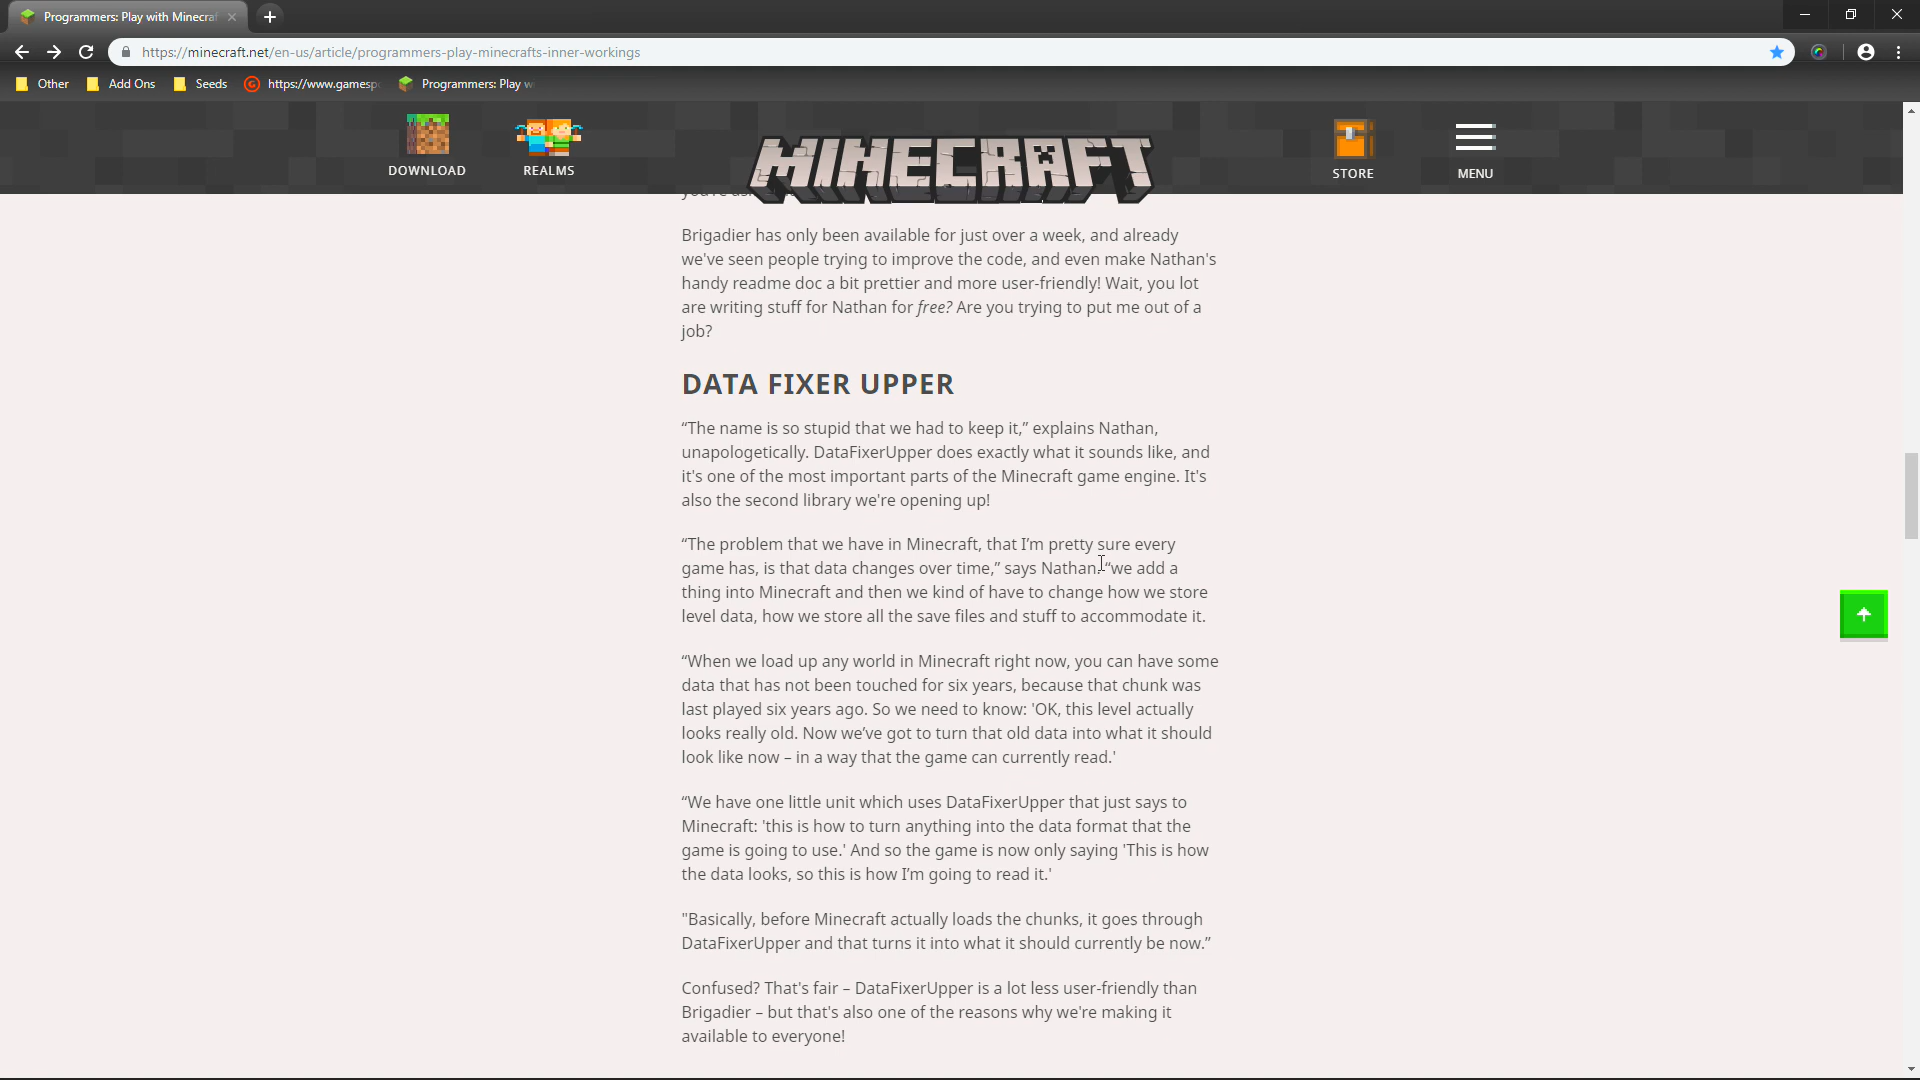 Programmers: Play with Minecraf
https://minecraft.net/en-us/article/programmers-play-minecrafts-inner-workings
Other
Add Ons
Seeds
https://www.gamesp
Programmers: Play w
DOWNLOAD
REALMS
MINECRAFT
STORE
MENU
Brigadier has only been available for just over a week, and already
we've seen people trying to improve the code, and even make Nathan's
handy readme doc a bit prettier and more user-friendly! Wait, you lot
are writing stuff for Nathan for free? Are you trying to put me out of a
job?
DATA FIXER UPPER
“The name is so stupid that we had to keep it,” explains Nathan,
unapologetically. DataFixerUpper does exactly what it sounds like, and
it's one of the most important parts of the Minecraft game engine. It's
also the second library we're opening up!
“The problem that we have in Minecraft, that I’m pretty sure every
game has, is that data changes over time,” says Nathan. “we add a
thing into Minecraft and then we kind of have to change how we store
level data, how we store all the save files and stuff to accommodate it.
“When we load up any world in Minecraft right now, you can have some
data that has not been touched for six years, because that chunk was
last played six years ago. So we need to know: 'OK, this level actually
looks really old. Now we’ve got to turn that old data into what it should
look like now – in a way that the game can currently read.'
“We have one little unit which uses DataFixerUpper that just says to
Minecraft: 'this is how to turn anything into the data format that the
game is going to use.' And so the game is now only saying 'This is how
the data looks, so this is how I’m going to read it.'
"Basically, before Minecraft actually loads the chunks, it goes through
DataFixerUpper and that turns it into what it should currently be now.”
Confused? That's fair – DataFixerUpper is a lot less user-friendly than
Brigadier – but that's also one of the reasons why we're making it
available to everyone!